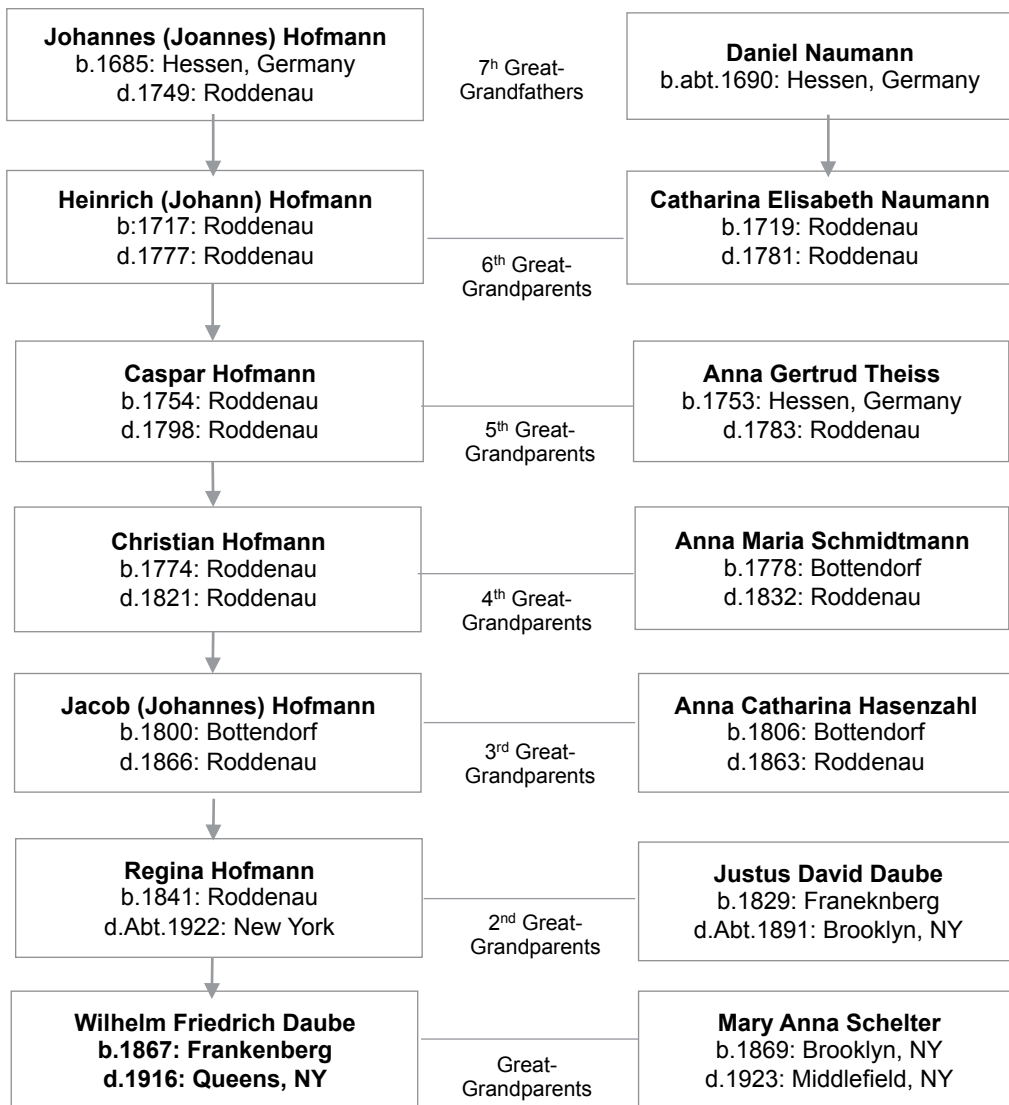 Johannes (Joannes) Hofmann
b.1685: Hessen, Germany
d.1749: Roddenau
7h Great-
Grandfathers
Daniel Naumann
b.abt.1690: Hessen, Germany
Heinrich (Johann) Hofmann
b:1717: Roddenau
d.1777: Roddenau
6th Great-
Grandparents
Catharina Elisabeth Naumann
b.1719: Roddenau
d.1781: Roddenau
Caspar Hofmann
b.1754: Roddenau
d.1798: Roddenau
5th Great-
Grandparents
Anna Gertrud Theiss
b.1753: Hessen, Germany
d.1783: Roddenau
Christian Hofmann
b.1774: Roddenau
d.1821: Roddenau
4th Great-
Grandparents
Anna Maria Schmidtmann
b.1778: Bottendorf
d.1832: Roddenau
Jacob (Johannes) Hofmann
b.1800: Bottendorf
d.1866: Roddenau
3rd Great-
Grandparents
Anna Catharina Hasenzahl
b.1806: Bottendorf
d.1863: Roddenau
Regina Hofmann
b.1841: Roddenau
d.Abt.1922: New York
2nd Great-
Grandparents
Justus David Daube
b.1829: Franeknberg
d.Abt.1891: Brooklyn, NY
Wilhelm Friedrich Daube
b.1867: Frankenberg
d.1916: Queens, NY
Great-
Grandparents
Mary Anna Schelter
b.1869: Brooklyn, NY
d.1923: Middlefield, NY